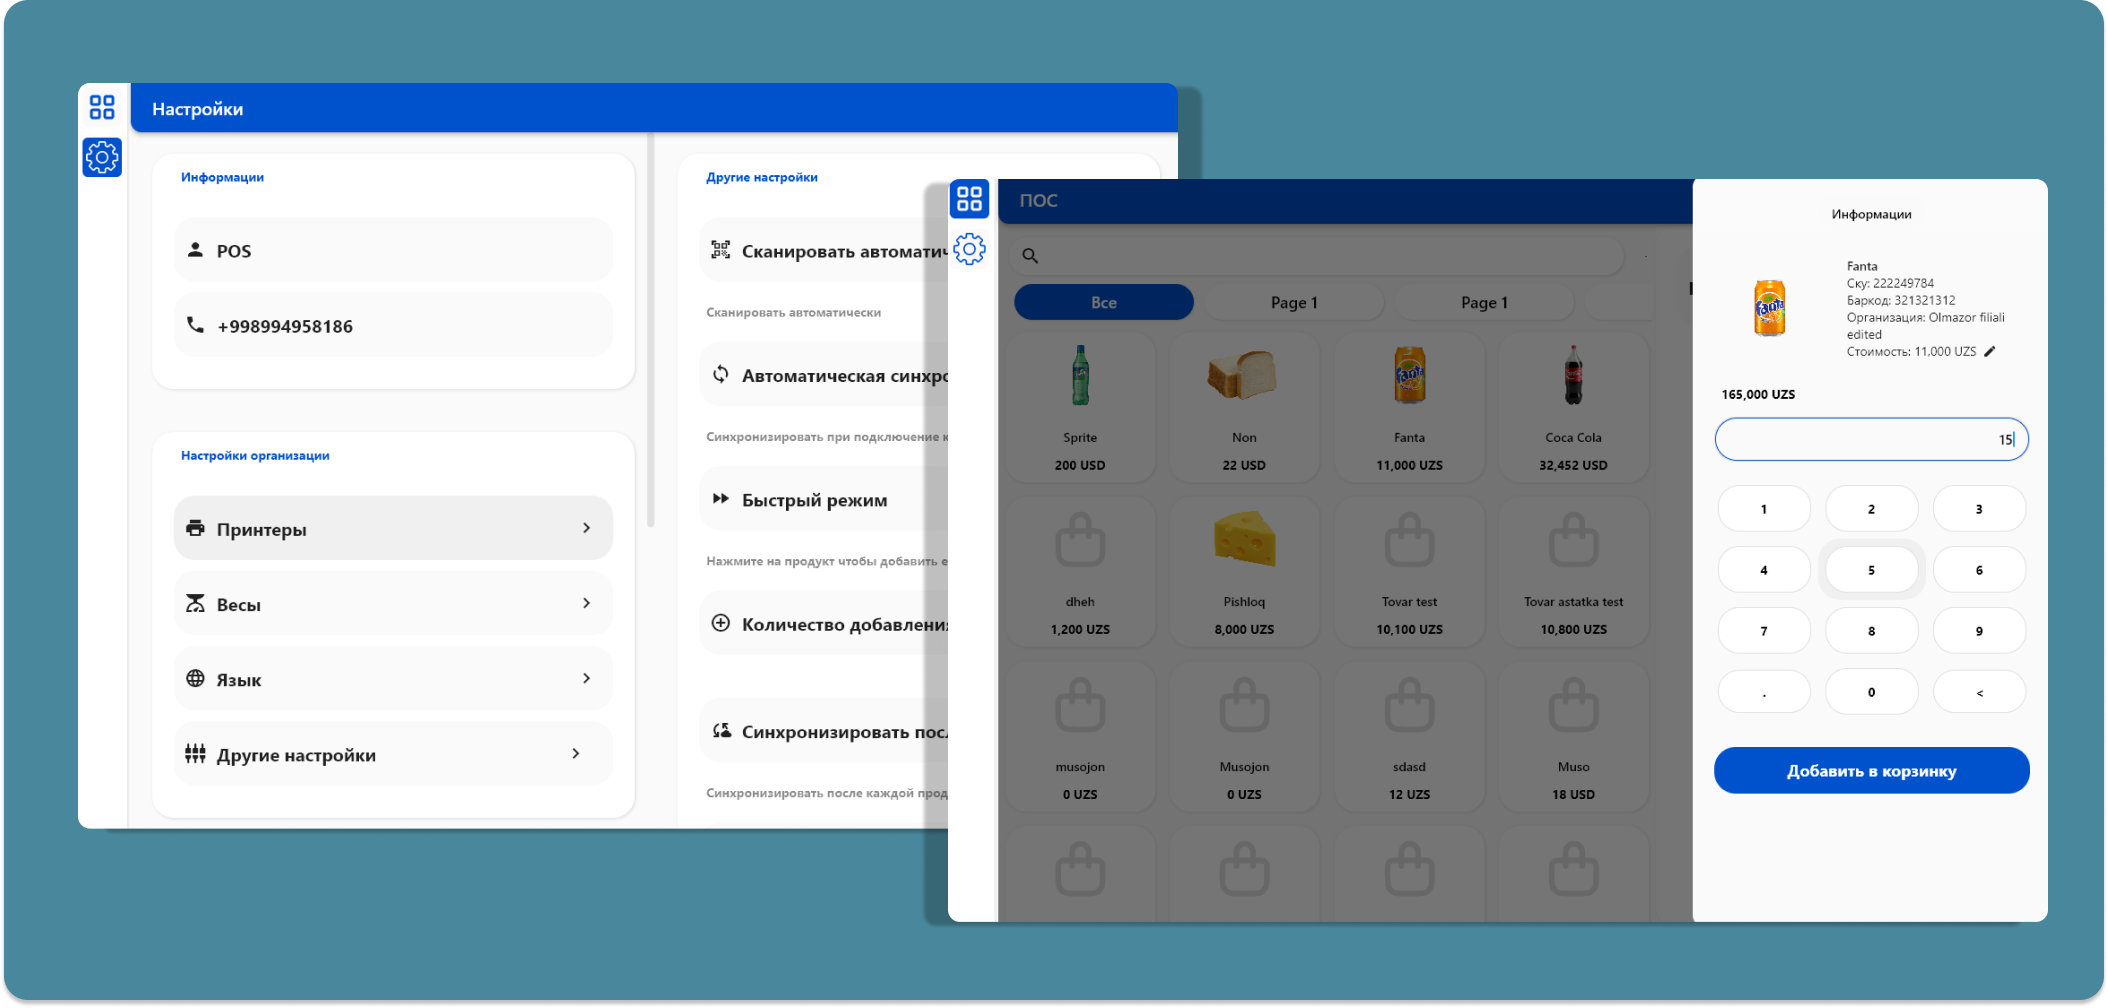 Настройки
Информации
POS
+998994958186
Настройки организации
Принтеры
Весы
Язык
Другие настройки
Другие настройки
Сканировать автоматич
Сканировать автоматически
Автоматическая синхро
Синхронизировать при подключение к
Быстрый режим
Нажмите на продукт чтобы добавить е
Количество добавления
Синхронизировать посл
Синхронизировать после каждой прод
ПОС
Все
Page 1
Page 1
Sprite
200 USD
Non
22 USD
Fanta
11,000 UZS
Coca Cola
32,452 USD
dheh
1,200 UZS
Pishloq
8,000 UZS
Tovar test
10,100 UZS
Tovar astatka test
10,800 UZS
musojon
0 UZS
Musojon
0 UZS
sdasd
12 UZS
Muso
18 USD
Информации
Fanta
Fanta
Ску: 222249784
Баркод: 321321312
Организация: Olmazor filiali
edited
Стоимость: 11,000 UZS
165,000 UZS
15
1
2
3
4
5
6
7
8
9
.
0
<
Добавить в корзинку